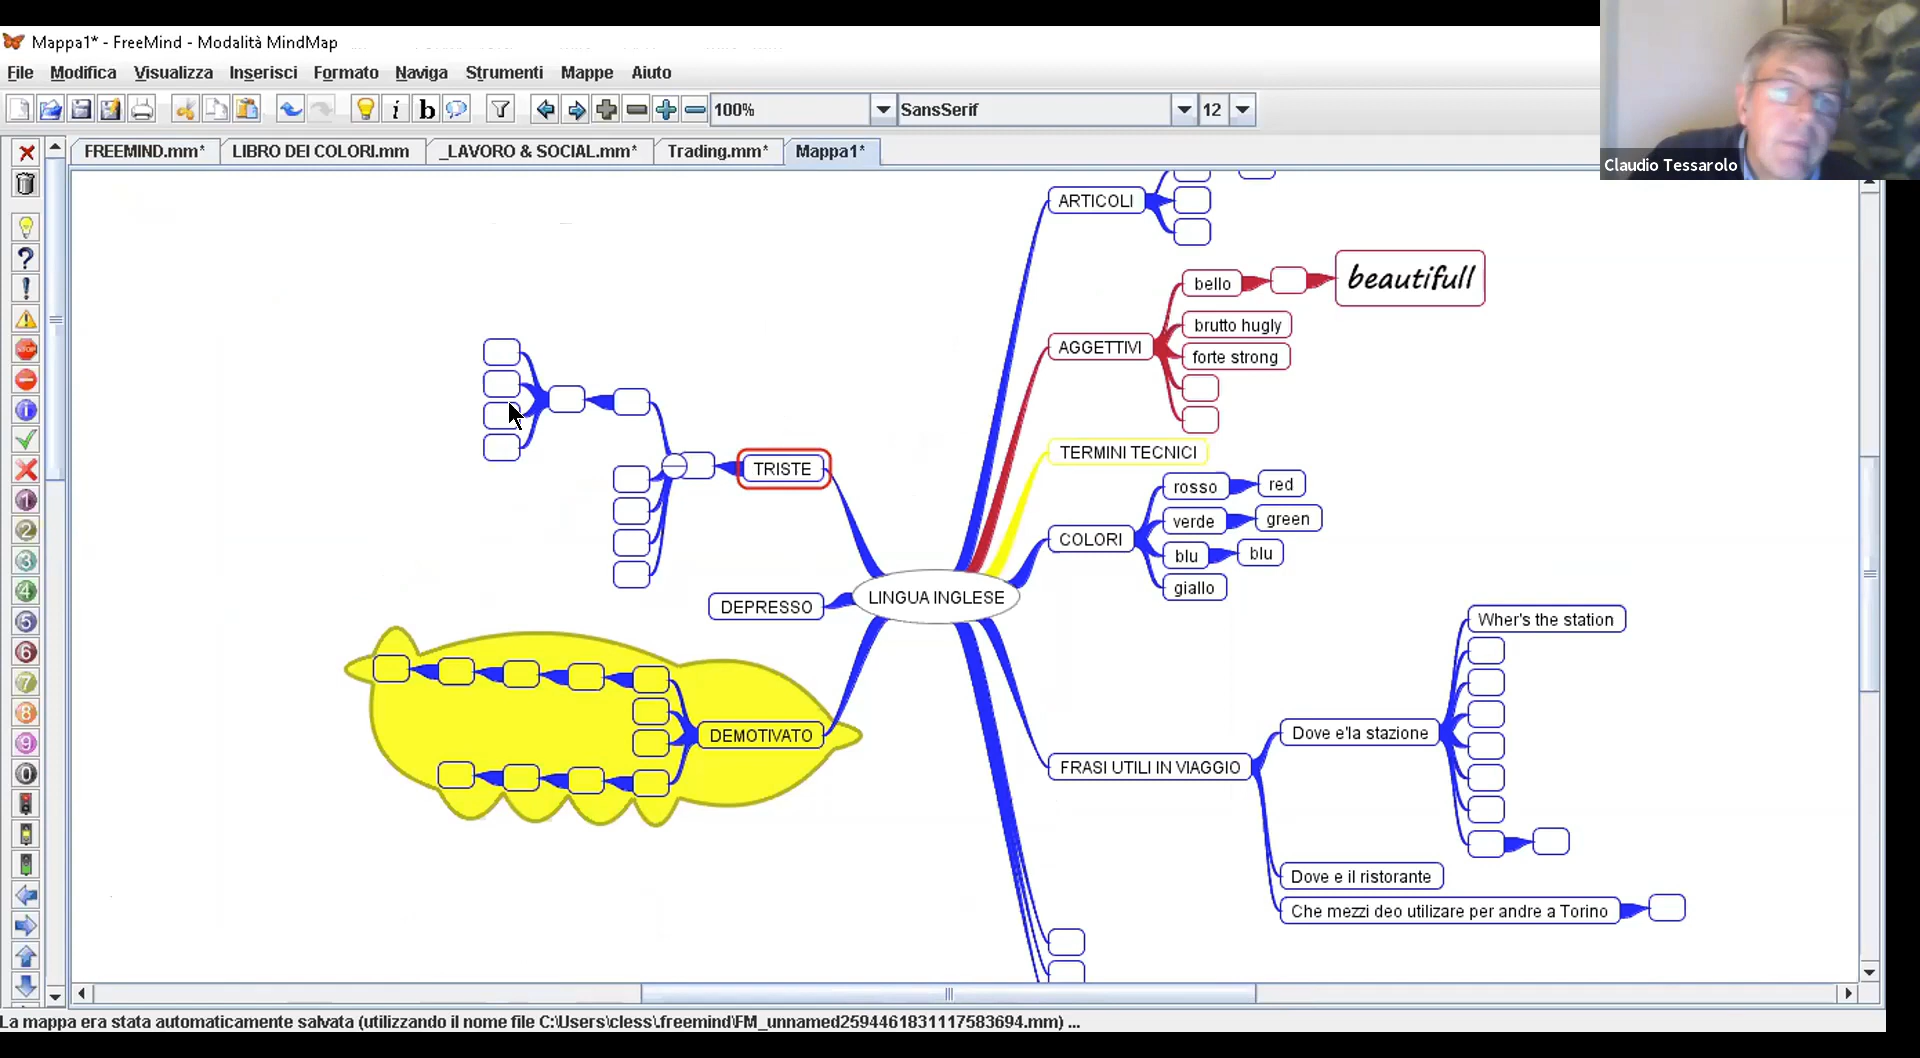 Mappa1* - FreeMind - Modalità MindMap
File Modifica Visualizza Inserisci Formato Naviga Strumenti Mappe Aiuto
i b 100% SansSerif 12
FREEMIND.mm* LIBRO DEI COLORI.mm _LAVORO & SOCIAL.mm* Trading.mm* Mappa1*
Claudio Tessarolo
ARTICOLI
bello
beautifull
brutto hugly
AGGETTIVI
forte strong
TERMINI TECNICI
TRISTE
rosso red
verde green
COLORI
blu blu
giallo
LINGUA INGLESE
DEPRESSO
Wher's the station
DEMOTIVATO
Dove e'la stazione
FRASI UTILI IN VIAGGIO
Dove e il ristorante
Che mezzi deo utilizare per andre a Torino
La mappa era stata automaticamente salvata (utilizzando il nome file C:\Users\cless\.freemind\FM_unnamed2594461831117583694.mm) ...